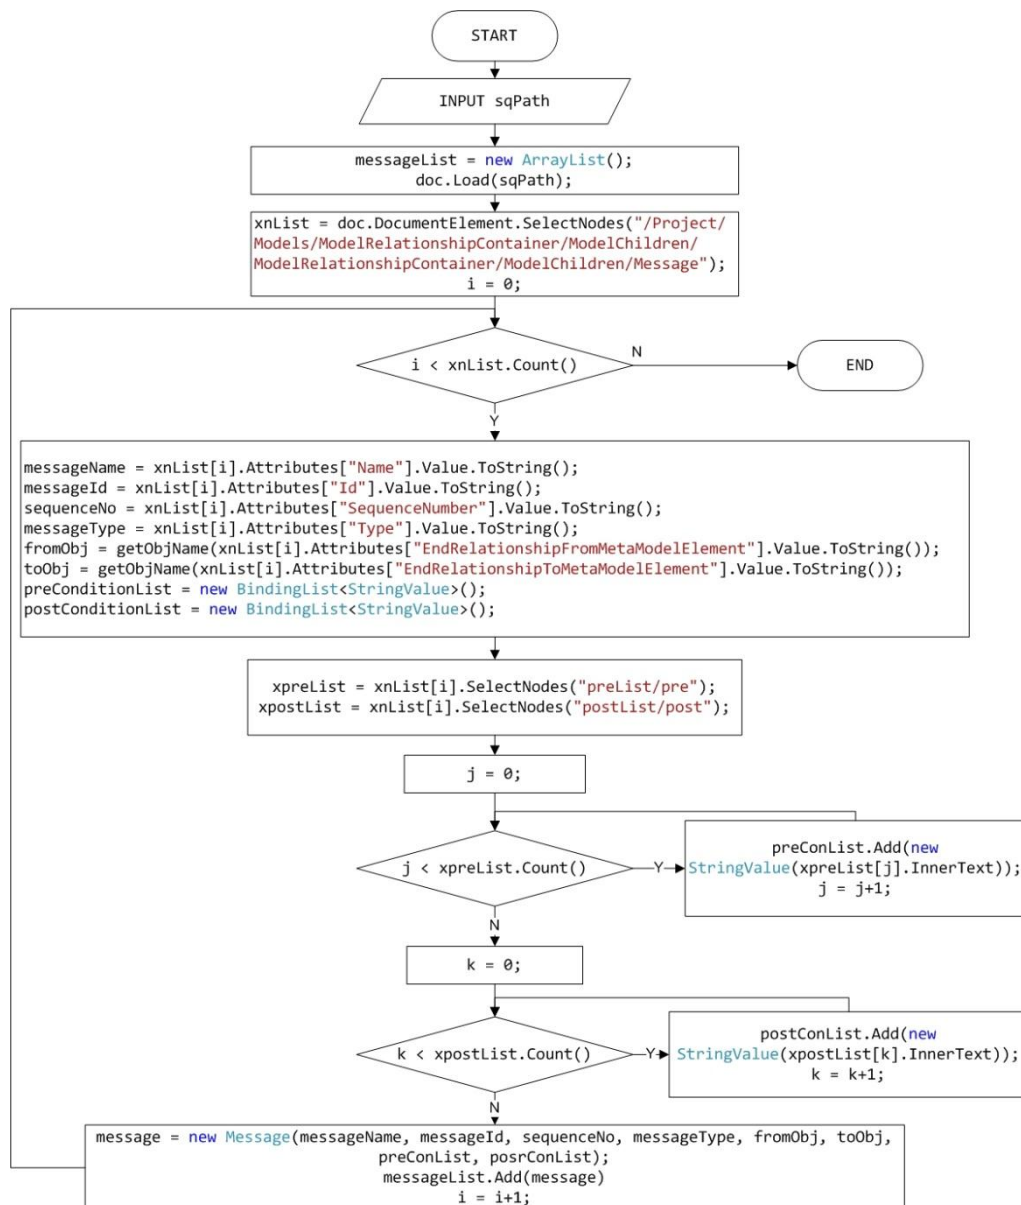 START
INPUT sqPath
messageList = new ArrayList();
doc.Load(sqPath);
xnList = doc.DocumentElement.SelectNodes("/Project/
Models/ModelRelationshipContainer/ModelChildren/
ModelRelationshipContainer/ModelChildren/Message");
i = 0;
i < xnList.Count()
N
END
Y
messageName = xnList[i].Attributes["Name"].Value.ToString();
messageId = xnList[i].Attributes["Id"].Value.ToString();
sequenceNo = xnList[i].Attributes["SequenceNumber"].Value.ToString();
messageType = xnList[i].Attributes["Type"].Value.ToString();
fromObj = getObjName(xnList[i].Attributes["EndRelationshipFromMetaModelElement"].Value.ToString());
toObj = getObjName(xnList[i].Attributes["EndRelationshipToMetaModelElement"].Value.ToString());
preConditionList = new BindingList<StringValue>();
postConditionList = new BindingList<StringValue>();
xpreList = xnList[i].SelectNodes("preList/pre");
xpostList = xnList[i].SelectNodes("postList/post");
j = 0;
j < xpreList.Count()
Y
preConList.Add(new
StringValue(xpreList[j].InnerText));
j = j+1;
N
k = 0;
k < xpostList.Count()
Y
postConList.Add(new
StringValue(xpostList[k].InnerText));
k = k+1;
N
message = new Message(messageName, messageId, sequenceNo, messageType, fromObj, toObj,
preConList, posrConList);
messageList.Add(message)
i = i+1;